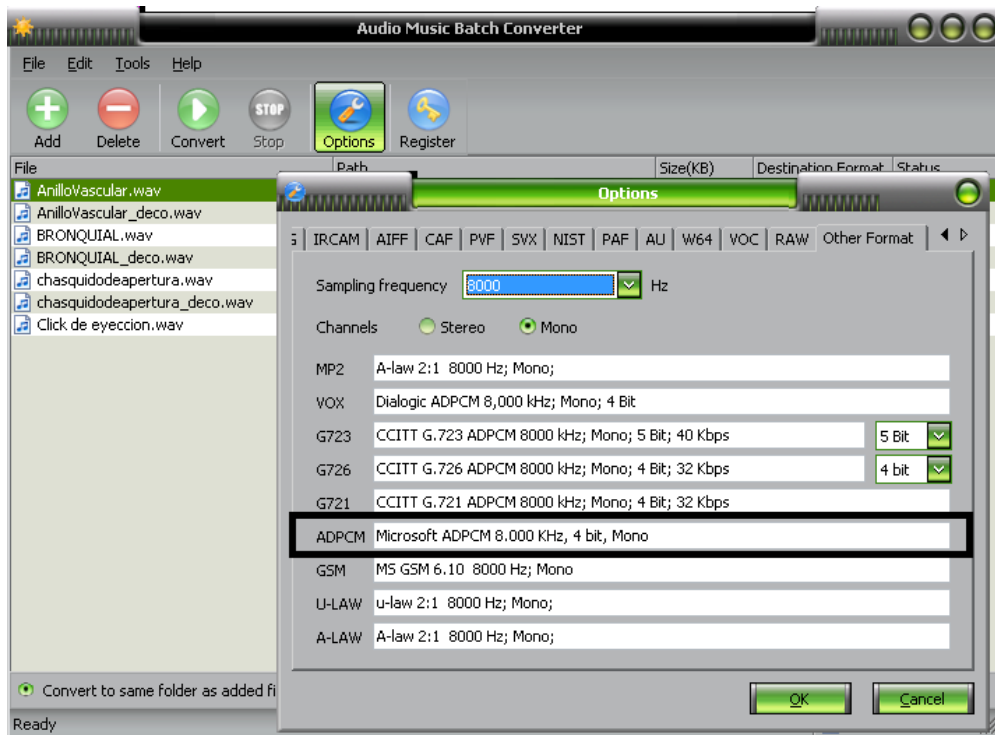 Audio Music Batch Converter
File Edit Tools Help
Add Delete Convert Stop Options Register
STOP
File Path Size(KB) Destination Format Status
AnilloVascular.wav
AnilloVascular_deco.wav
BRONQUIAL.wav
BRONQUIAL_deco.wav
chasquidodeapertura.wav
chasquidodeapertura_deco.wav
Click de eyeccion.wav
Options
IRCAM AIFF CAF PVF SVX NIST PAF AU W64 VOC RAW Other Format
Sampling frequency 8000 Hz
Channels Stereo Mono
MP2 A-law 2:1 8000 Hz; Mono;
VOX Dialogic ADPCM 8,000 kHz; Mono; 4 Bit
G723 CCITT G.723 ADPCM 8000 kHz; Mono; 5 Bit; 40 Kbps 5 Bit
G726 CCITT G.726 ADPCM 8000 kHz; Mono; 4 Bit; 32 Kbps 4 bit
G721 CCITT G.721 ADPCM 8000 kHz; Mono; 4 Bit; 32 Kbps
ADPCM Microsoft ADPCM 8.000 KHz, 4 bit, Mono
GSM MS GSM 6.10 8000 Hz; Mono
U-LAW u-law 2:1 8000 Hz; Mono;
A-LAW A-law 2:1 8000 Hz; Mono;
Convert to same folder as added fi
OK Cancel
Ready